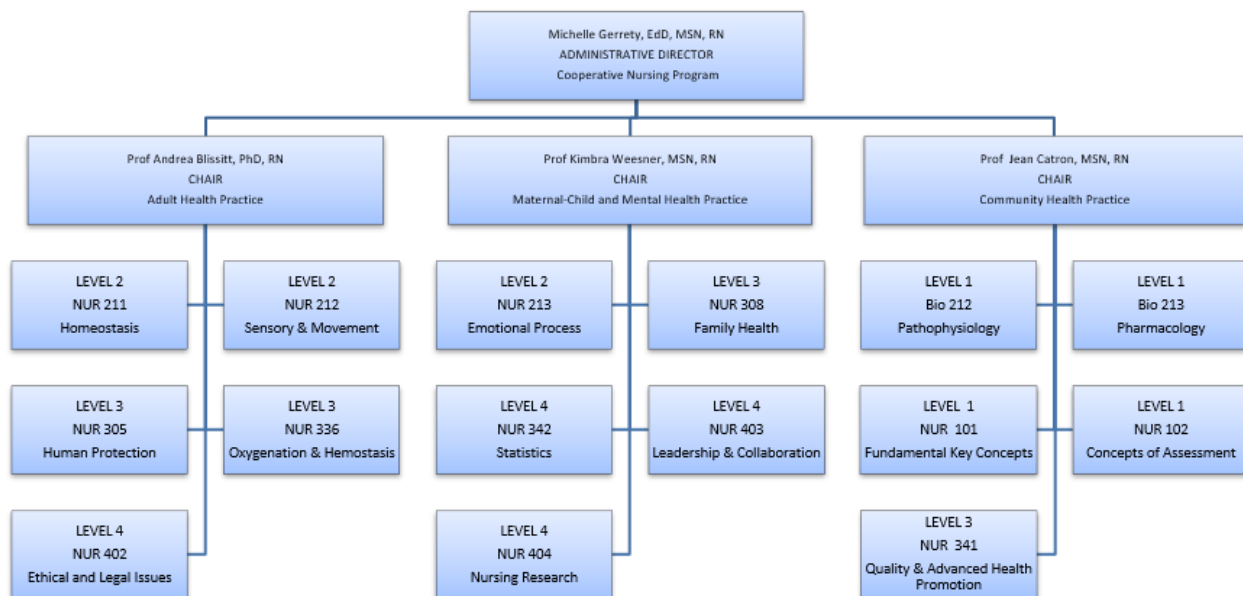 Michelle Gerrety, EdD, MSN, RN
ADMINISTRATIVE DIRECTOR
Cooperative Nursing Program
Prof Andrea Blissitt, PhD, RN
CHAIR
Adult Health Practice
Prof Kimbra Weesner, MSN, RN
CHAIR
Maternal-Child and Mental Health Practice
Prof Jean Catron, MSN, RN
CHAIR
Community Health Practice
LEVEL 2
NUR 211
Homeostasis
LEVEL 2
NUR 212
Sensory & Movement
LEVEL 2
NUR 213
Emotional Process
LEVEL 3
NUR 308
Family Health
LEVEL 1
Bio 212
Pathophysiology
LEVEL 1
Bio 213
Pharmacology
LEVEL 3
NUR 305
Human Protection
LEVEL 3
NUR 336
Oxygenation & Hemostasis
LEVEL 4
NUR 342
Statistics
LEVEL 4
NUR 403
Leadership & Collaboration
LEVEL 1
NUR 101
Fundamental Key Concepts
LEVEL 1
NUR 102
Concepts of Assessment
LEVEL 4
NUR 402
Ethical and Legal Issues
LEVEL 4
NUR 404
Nursing Research
LEVEL 3
NUR 341
Quality & Advanced Health
Promotion